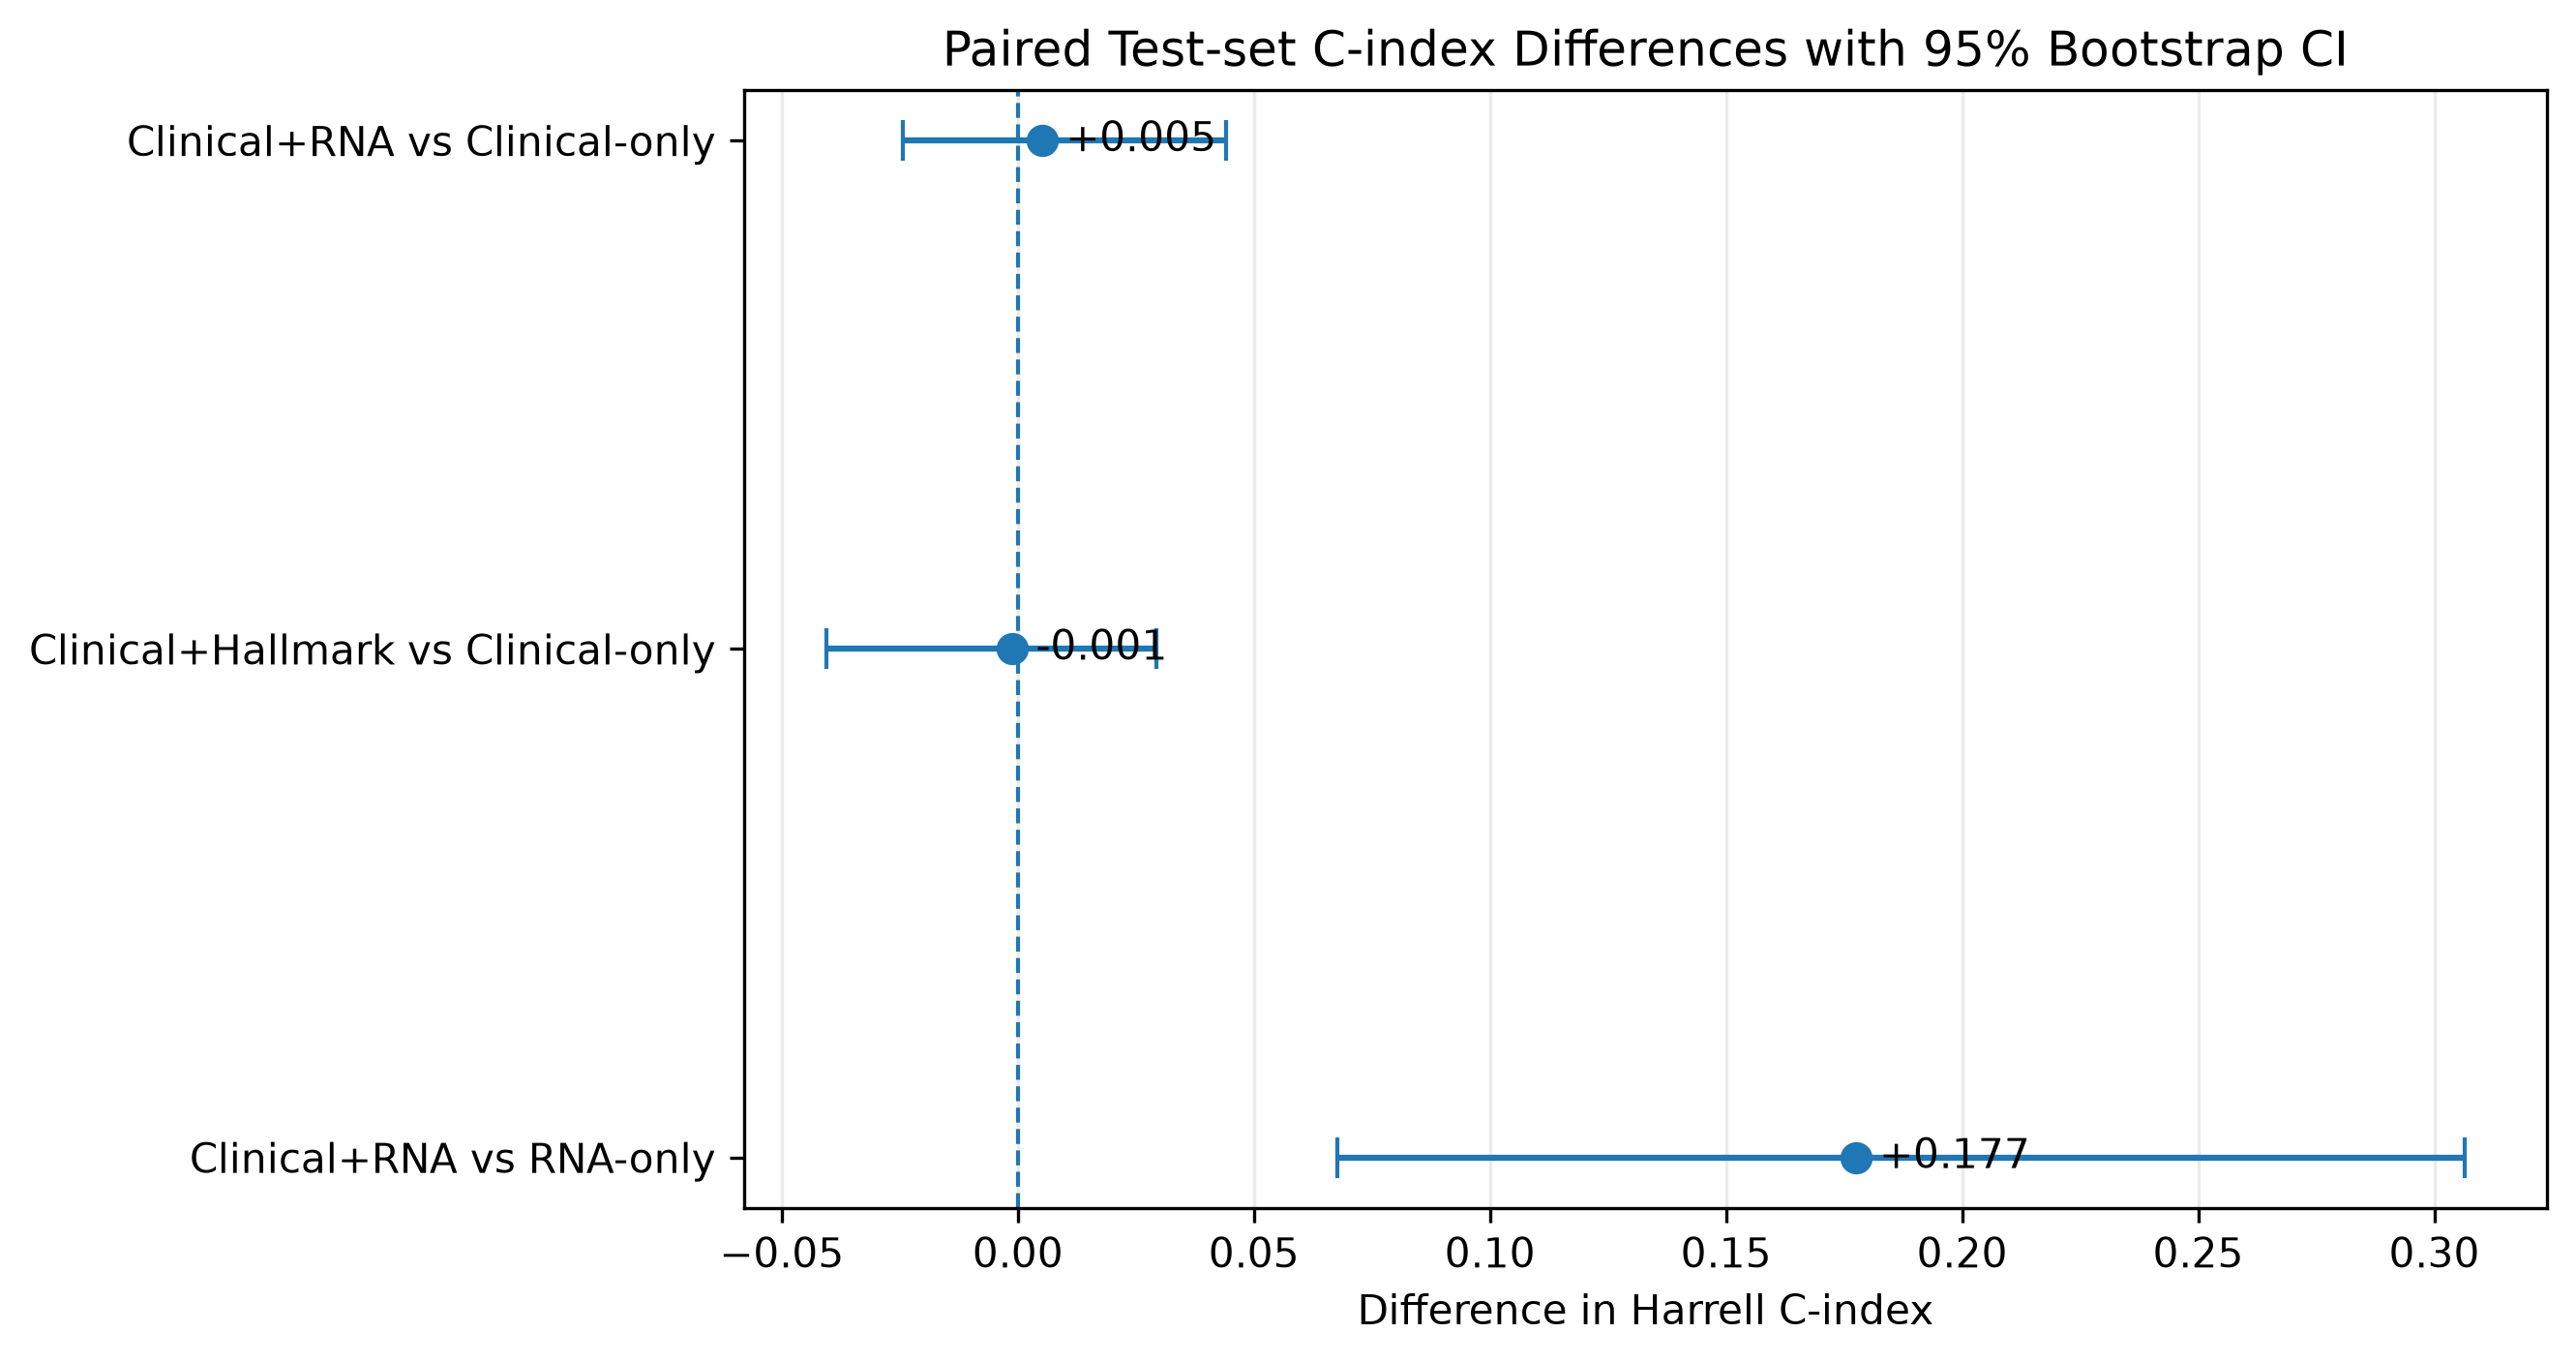 Paired Test-set C-index Differences with 95% Bootstrap CI
Clinical+RNA vs Clinical-only
+0.005
Clinical+Hallmark vs Clinical-only
-0.001
Clinical+RNA vs RNA-only
+0.177
−0.05 0.00 0.05 0.10 0.15 0.20 0.25 0.30
Difference in Harrell C-index